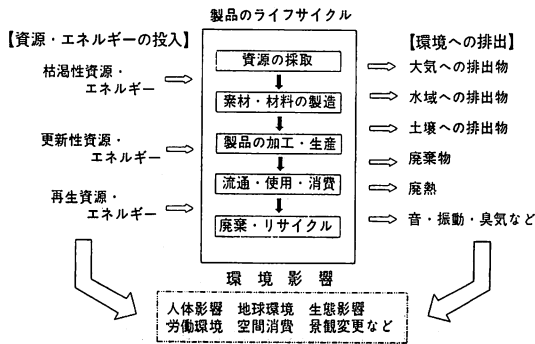 製品のライフサイクル
【資源・エネルギーの投入】
枯渇性資源・
エネルギー
更新性資源・
エネルギー
再生資源・
エネルギー
資源の採取
素材・材料の製造
製品の加工・生産
流通・使用・消費
廃棄・リサイクル
【環境への排出】
大気への排出物
水域への排出物
土壌への排出物
廃棄物
廃熱
音・振動・臭気など
環境影響
人体影響 地球環境 生態影響
労働環境 空間消費 景観変更など